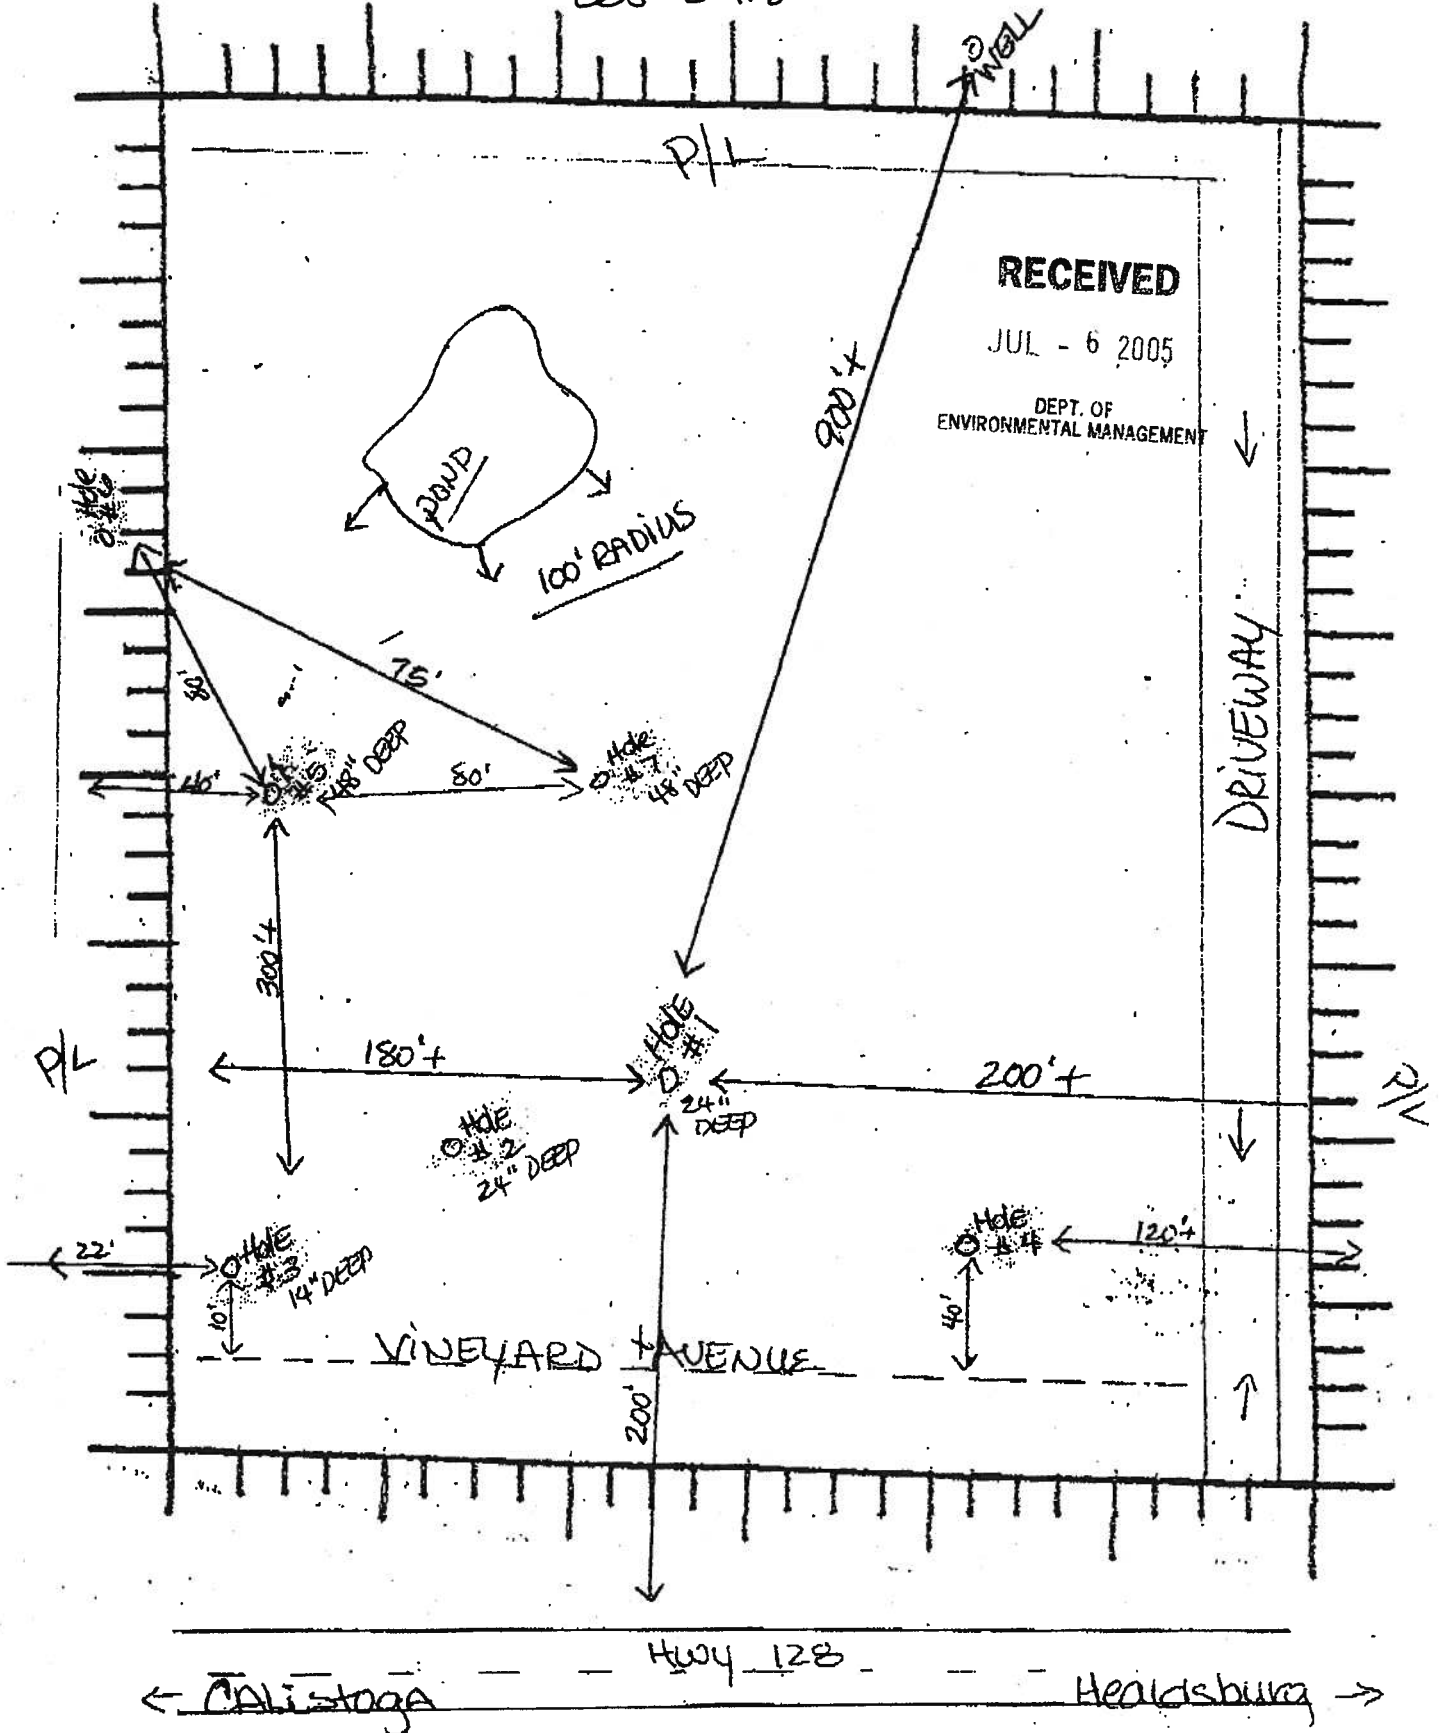 WELL
P/L
RECEIVED
JUL - 6 2005
DEPT. OF
ENVIRONMENTAL MANAGEMENT
900'+
POND
100' RADIUS
Hole
#6
DRIVEWAY
75'
80'
#5
48" DEEP
40'
80'
Hole
#7
48" DEEP
300'+
Hole
#1
24"
DEEP
P/L
180'+
200'+
P/L
Hole
#2
24" DEEP
Hole
#3
14" DEEP
22'
10'
Hole
#4
120'+
40'
VINEYARD AVENUE
200'+
Hwy 128
← CALISTOGA
Healdsburg →